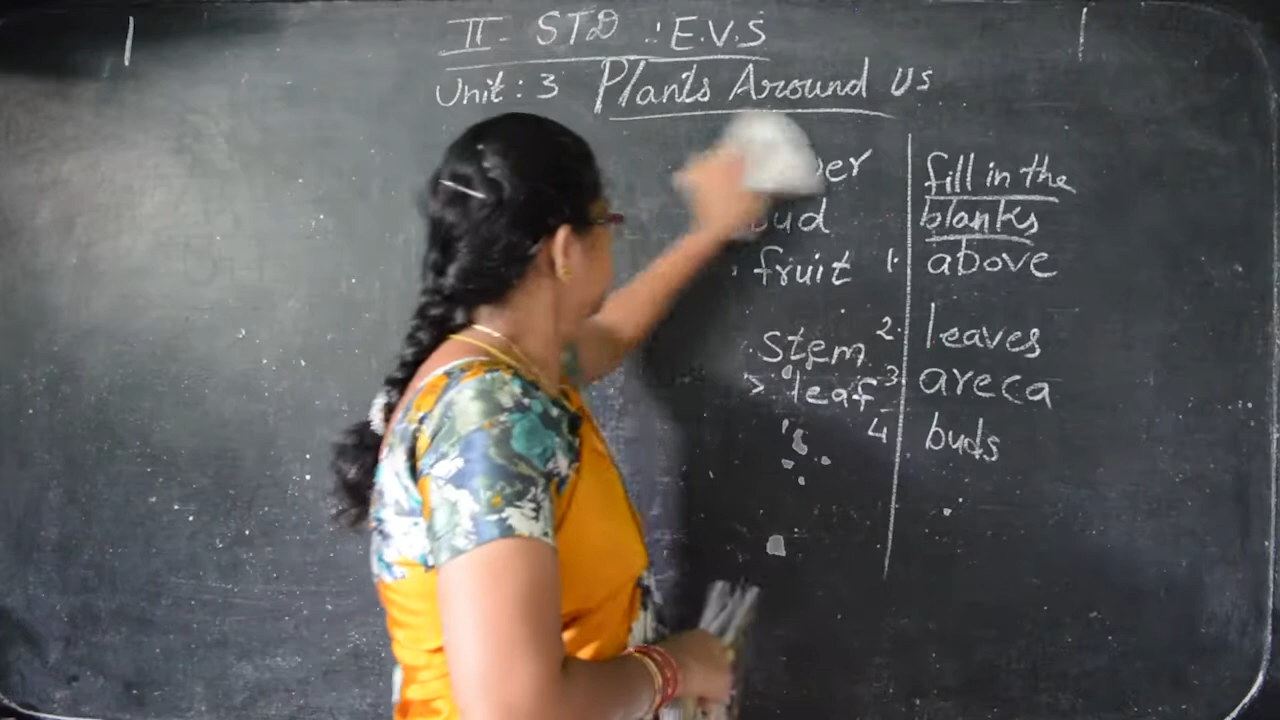 II - STD : E.V.S
Unit : 3 Plants Around Us
bud
fruit
stem
> leaf
fill in the
blanks
1. above
2. leaves
3 areca
4 buds